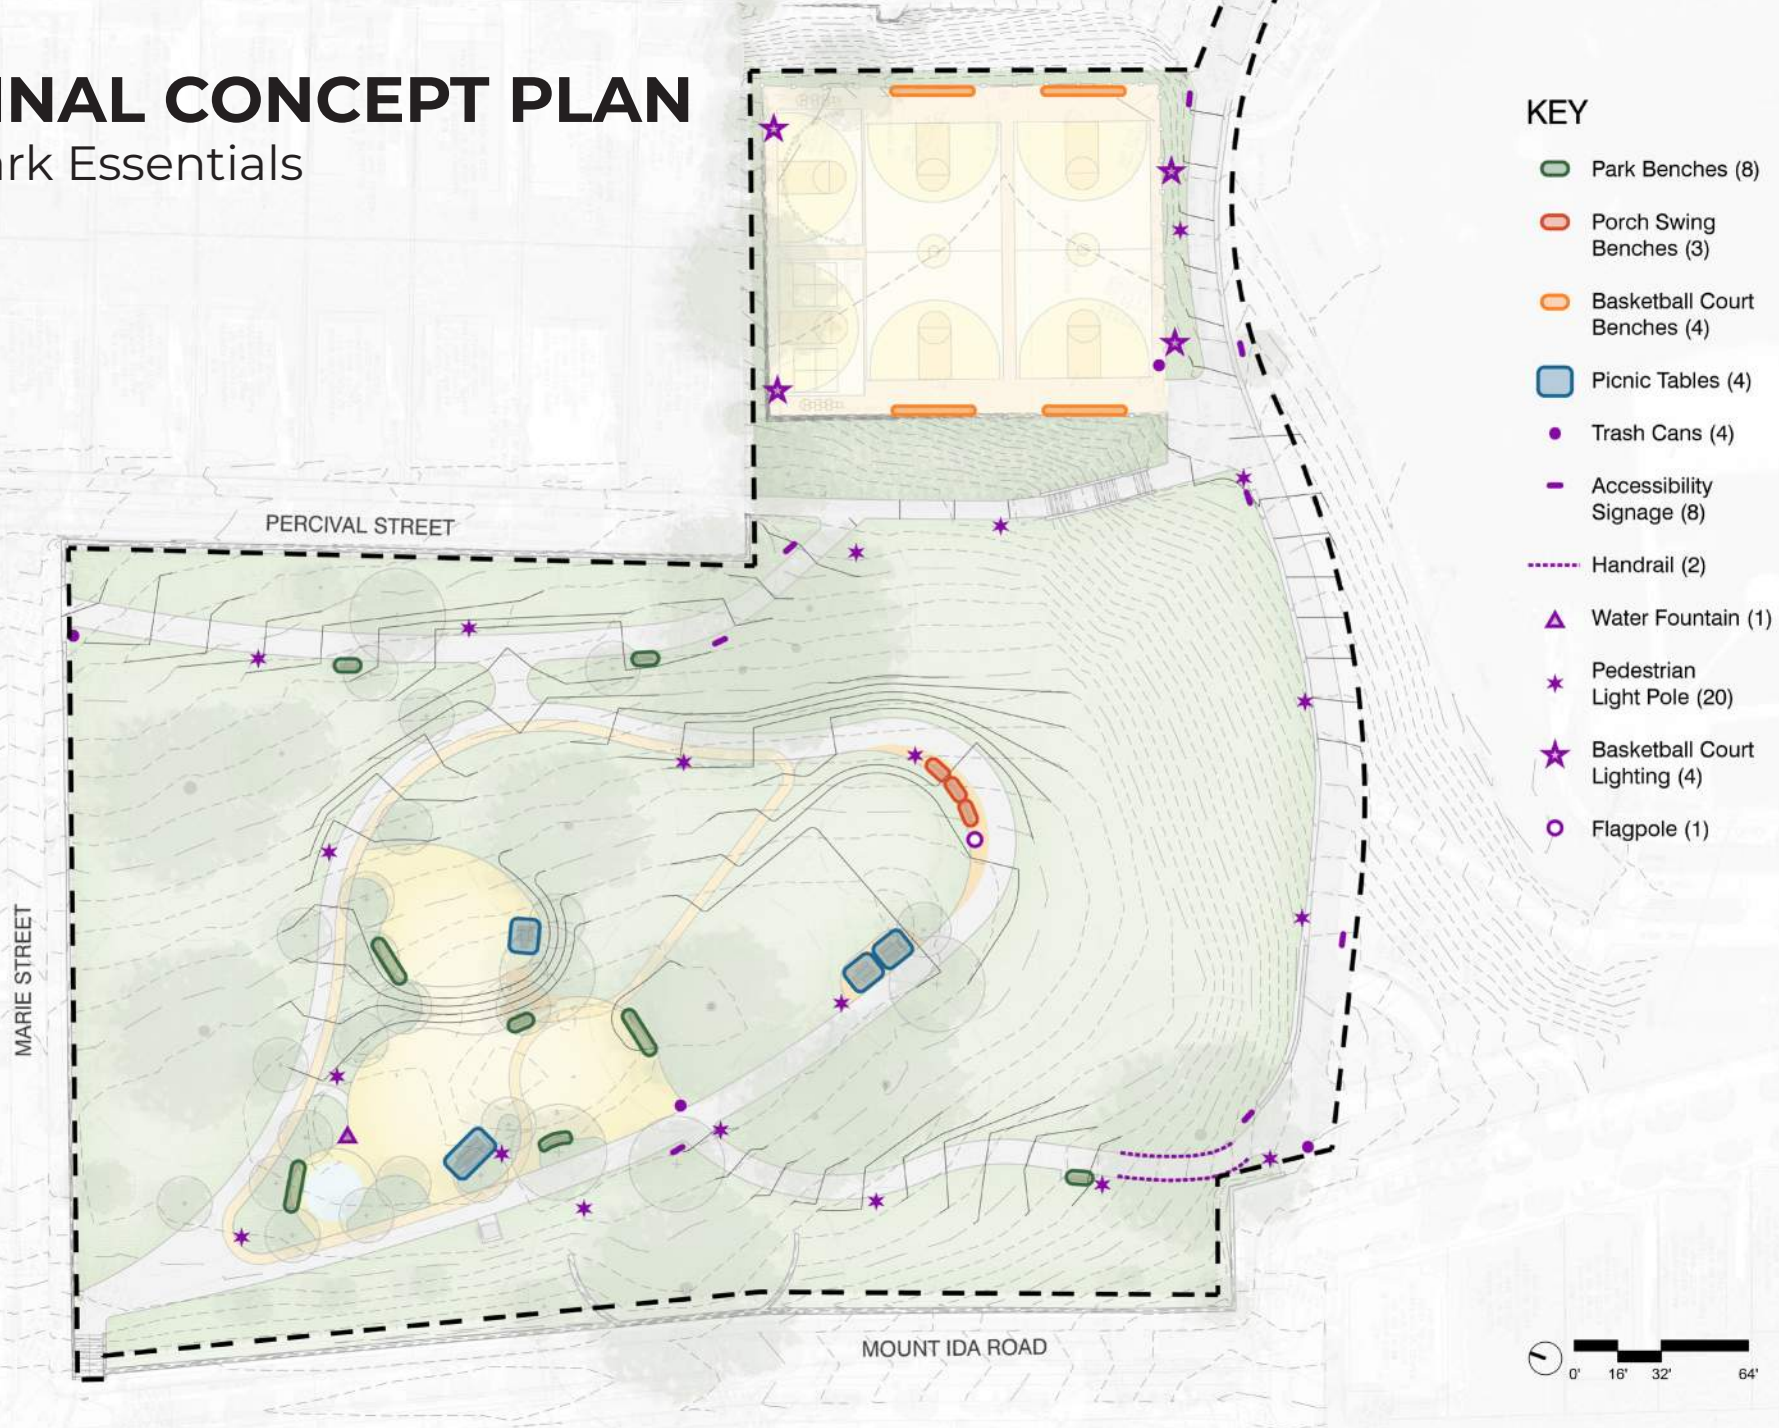 INAL CONCEPT PLAN
ark Essentials
KEY
Park Benches (8)
Porch Swing
Benches (3)
Basketball Court
Benches (4)
Picnic Tables (4)
Trash Cans (4)
Accessibility
Signage (8)
Handrail (2)
Water Fountain (1)
Pedestrian
Light Pole (20)
Basketball Court
Lighting (4)
Flagpole (1)
PERCIVAL STREET
MARIE STREET
MOUNT IDA ROAD
0' 16' 32' 64'